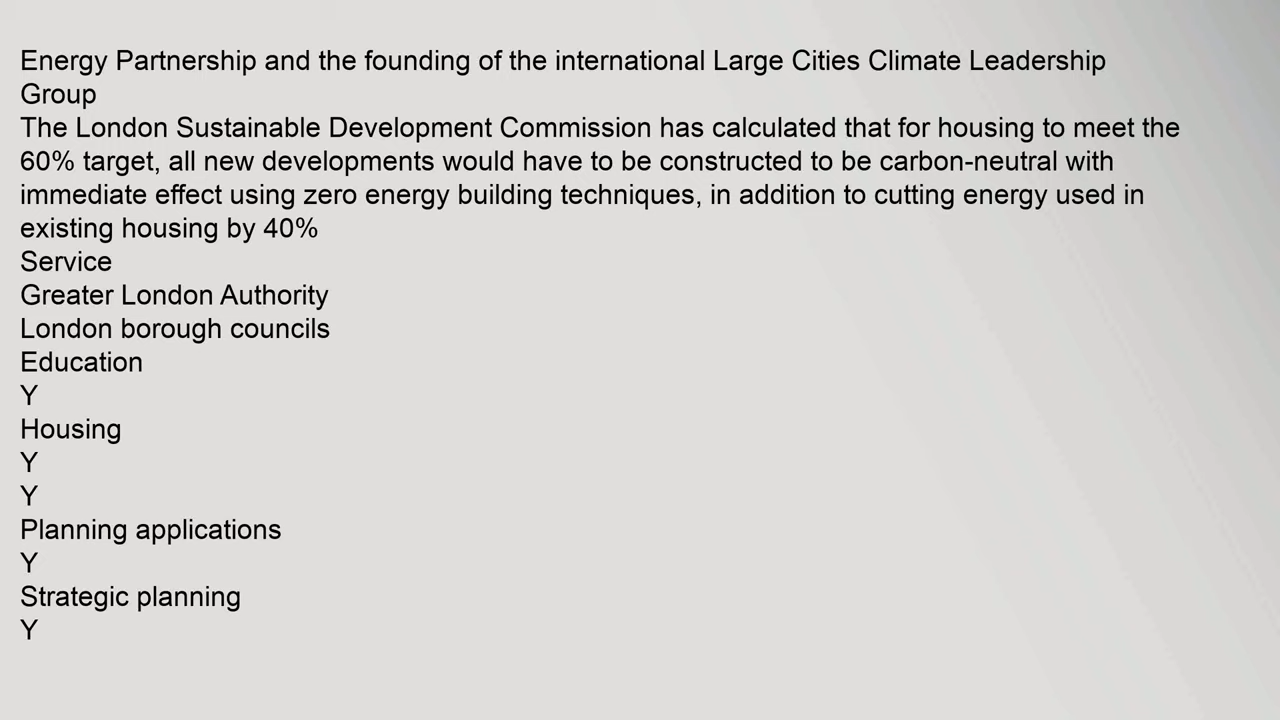 Energy Partnership and the founding of the international Large Cities Climate Leadership
Group
The London Sustainable Development Commission has calculated that for housing to meet the
60% target, all new developments would have to be constructed to be carbon-neutral with
immediate effect using zero energy building techniques, in addition to cutting energy used in
existing housing by 40%
Service
Greater London Authority
London borough councils
Education
Y
Housing
Y
Y
Planning applications
Y
Strategic planning
Y